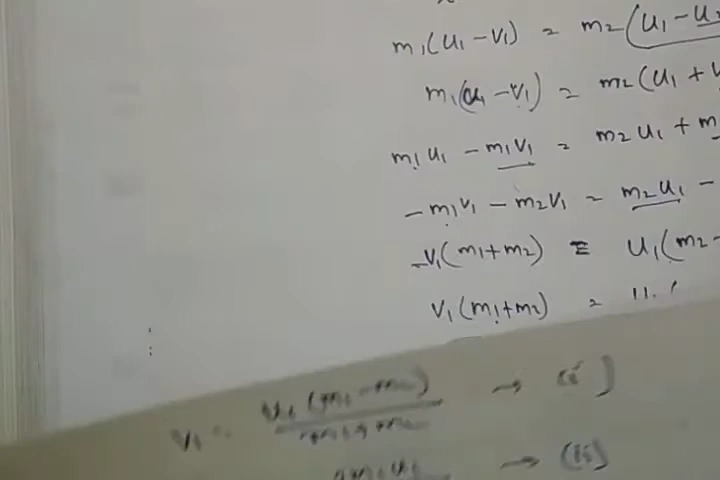 m₁(u₁ - v₁) = m₂(u₁ - u₂
m₁(u₁ - v₁) = m₂(u₁ + v
m₁u₁ - m₁v₁ = m₂u₁ + m
- m₁v₁ - m₂v₁ = m₂u₁ -
-v₁(m₁+m₂) = u₁(m₂-
v₁(m₁+m₂) =
v₁ = u₁(m₁-m₂) / m₁+m₂ → (i)
→ (ii)